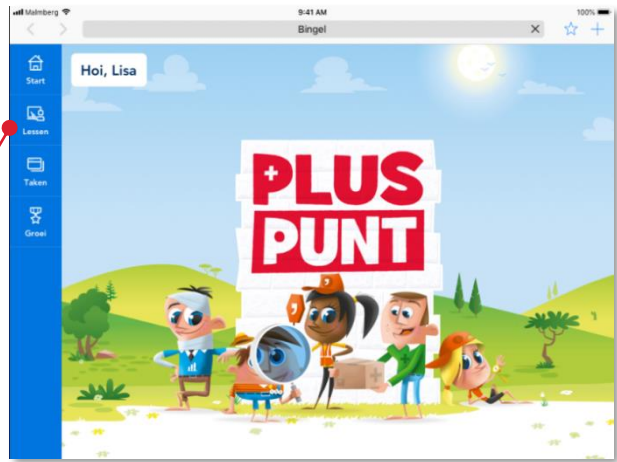 Malmberg 9:41 AM 100%
Bingel
Start
Hoi, Lisa
Lessen
Taken
Groei
PLUS
PUNT